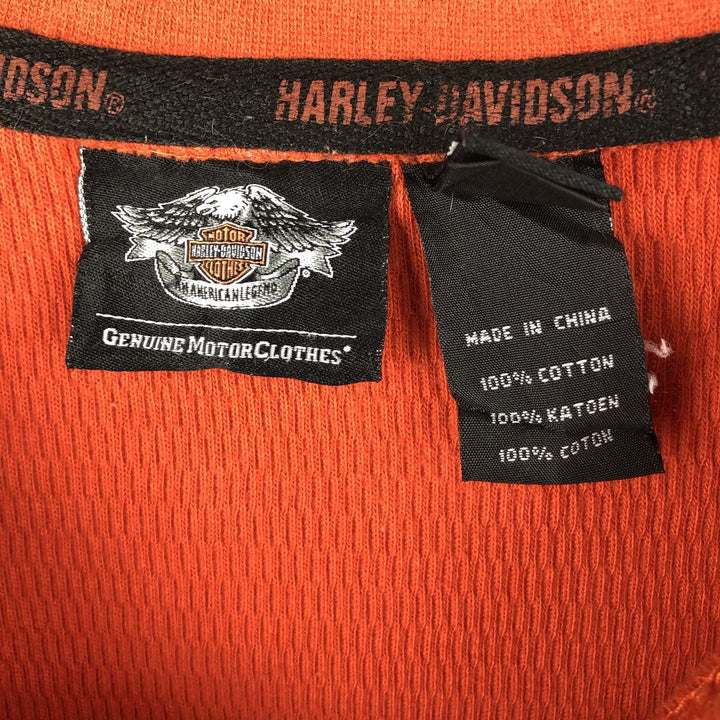 DAVIDSON® HARLEY-DAVIDSON®
MOTOR
HARLEY-DAVIDSON
CLOTHES
AN AMERICAN LEGEND
GENUINE MOTORCLOTHES®
MADE IN CHINA
100% COTTON
100% KATOEN
100% COTON